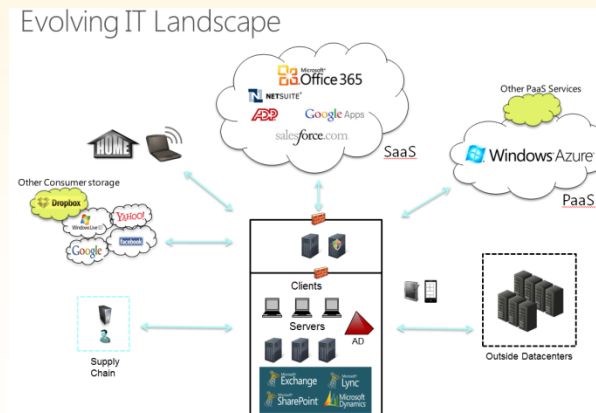 Evolving IT Landscape
Microsoft
Office 365
NETSUITE
ADP
Google Apps
salesforce.com
SaaS
Other PaaS Services
Windows Azure
PaaS
HOME
Other Consumer storage
Dropbox
YAHOO!
Windows Live ID
Google
facebook
Clients
Servers
AD
Supply
Chain
Outside Datacenters
Microsoft
Exchange
Microsoft
Lync
Microsoft
SharePoint
Microsoft
Dynamics